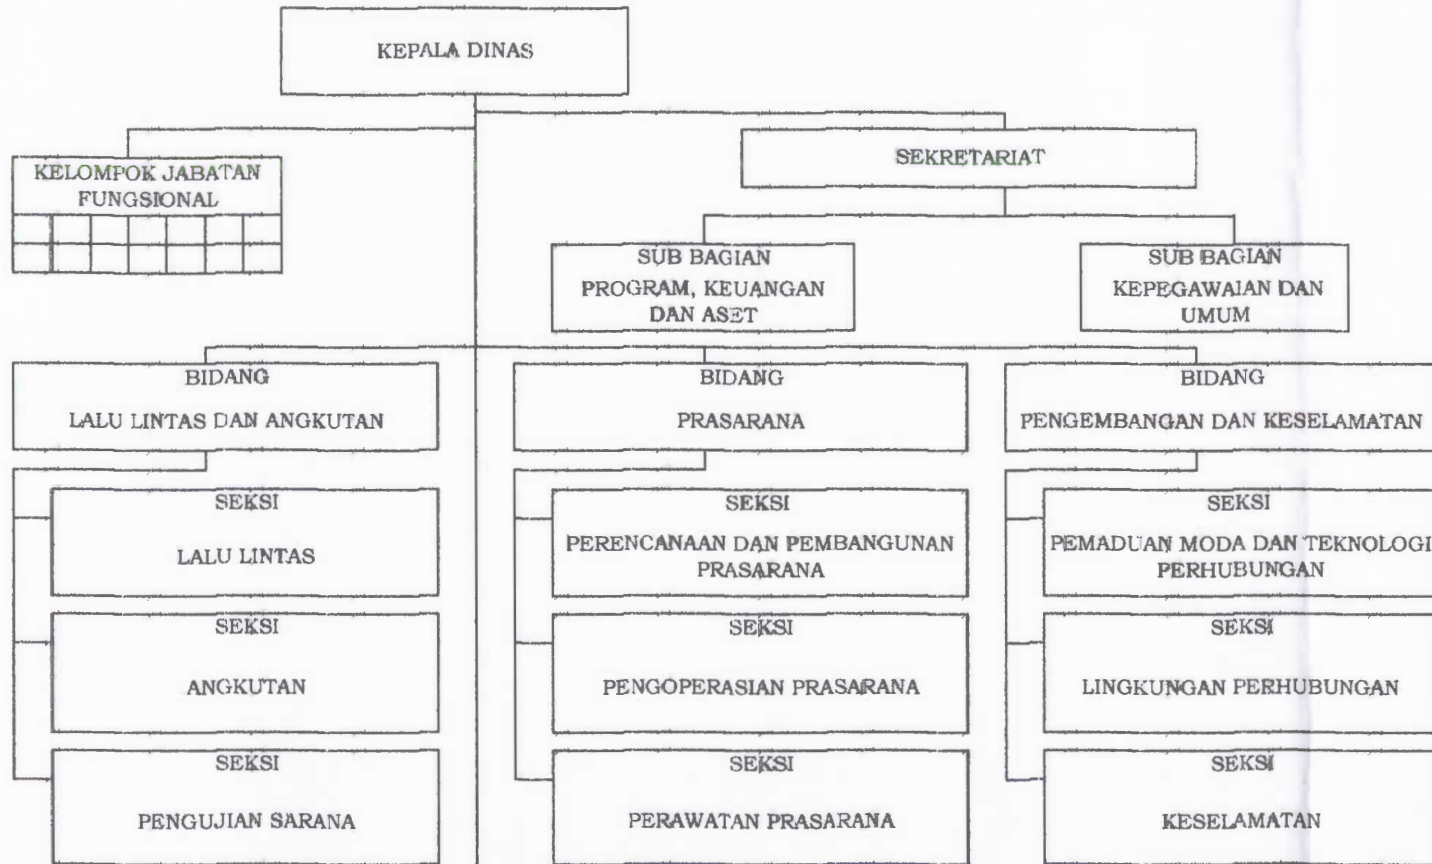 KEPALA DINAS
KELOMPOK JABATAN
FUNGSIONAL
SEKRETARIAT
SUB BAGIAN
PROGRAM, KEUANGAN
DAN ASET
SUB BAGIAN
KEPEGAWAIAN DAN
UMUM
BIDANG
LALU LINTAS DAN ANGKUTAN
BIDANG
PRASARANA
BIDANG
PENGEMBANGAN DAN KESELAMATAN
SEKSI
LALU LINTAS
SEKSI
PERENCANAAN DAN PEMBANGUNAN
PRASARANA
SEKSI
PEMADUAN MODA DAN TEKNOLOGI
PERHUBUNGAN
SEKSI
ANGKUTAN
SEKSI
PENGOPERASIAN PRASARANA
SEKSI
LINGKUNGAN PERHUBUNGAN
SEKSI
PENGUJIAN SARANA
SEKSI
PERAWATAN PRASARANA
SEKSI
KESELAMATAN